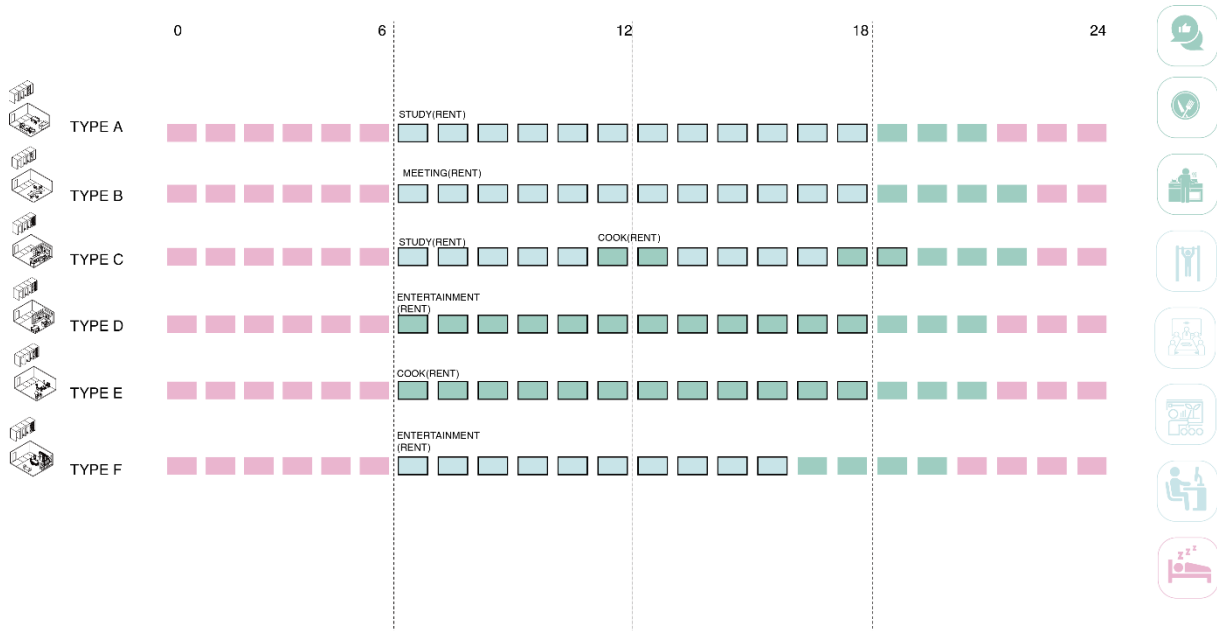 0 6 12 18 24
STUDY(RENT)
TYPE A
MEETING(RENT)
TYPE B
STUDY(RENT) COOK(RENT)
TYPE C
ENTERTAINMENT
(RENT)
TYPE D
COOK(RENT)
TYPE E
ENTERTAINMENT
(RENT)
TYPE F
z z z